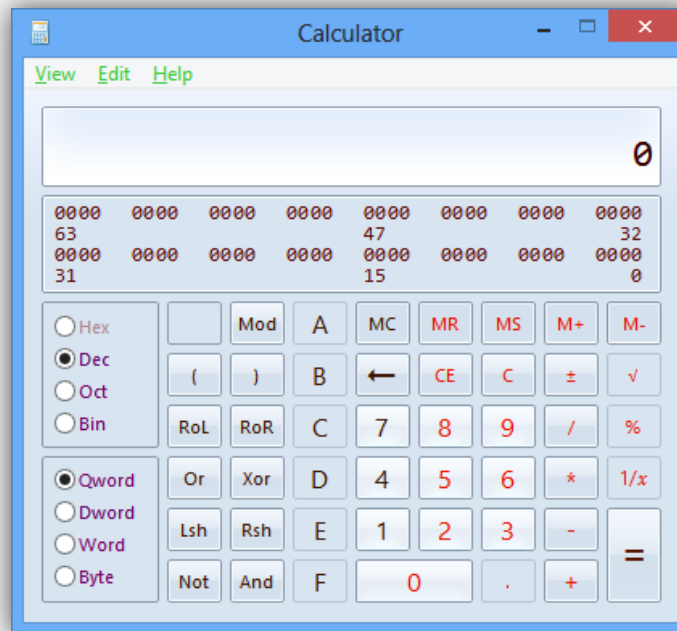 Calculator
View Edit Help
0
0000 0000 0000 0000 0000 0000 0000 0000
63 47 32
0000 0000 0000 0000 0000 0000 0000 0000
31 15 0
Hex Mod A MC MR MS M+ M-
Dec ( ) B ← CE C ± √
Oct
Bin RoL RoR C 7 8 9 / %
Qword Or Xor D 4 5 6 * 1/x
Dword
Word Lsh Rsh E 1 2 3 - =
Byte Not And F 0 . +